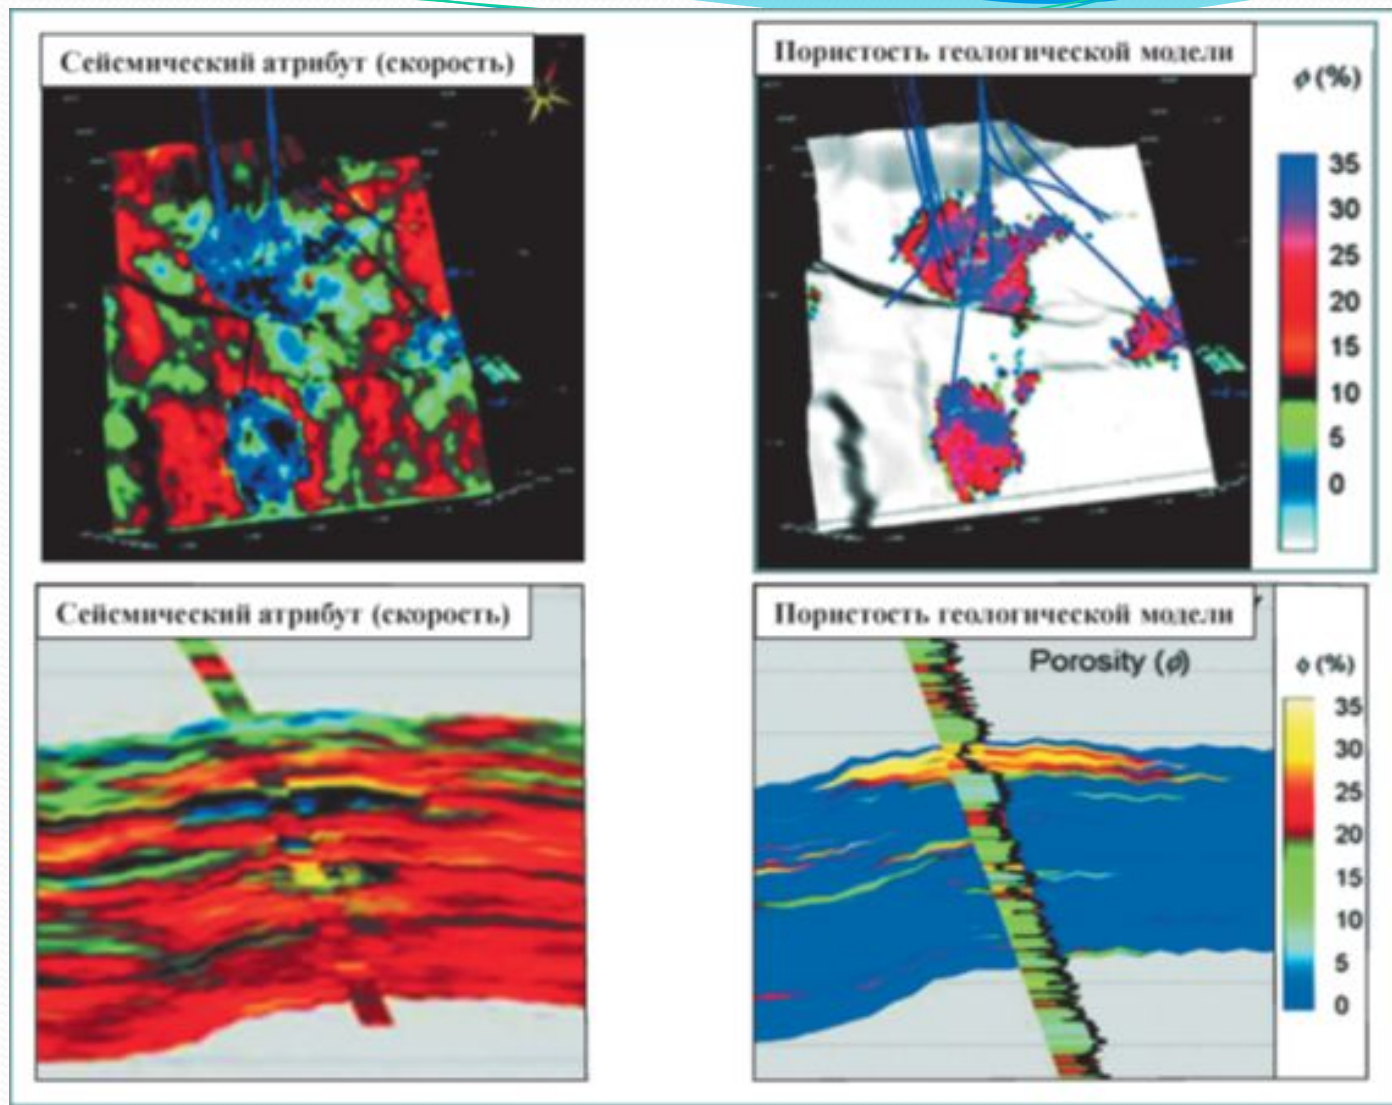 Сейсмический атрибут (скорость)
Пористость геологической модели
ϕ (%)
35
30
25
20
15
10
5
0
Сейсмический атрибут (скорость)
Пористость геологической модели
Porosity (ϕ)
ϕ (%)
35
30
25
20
15
10
5
0